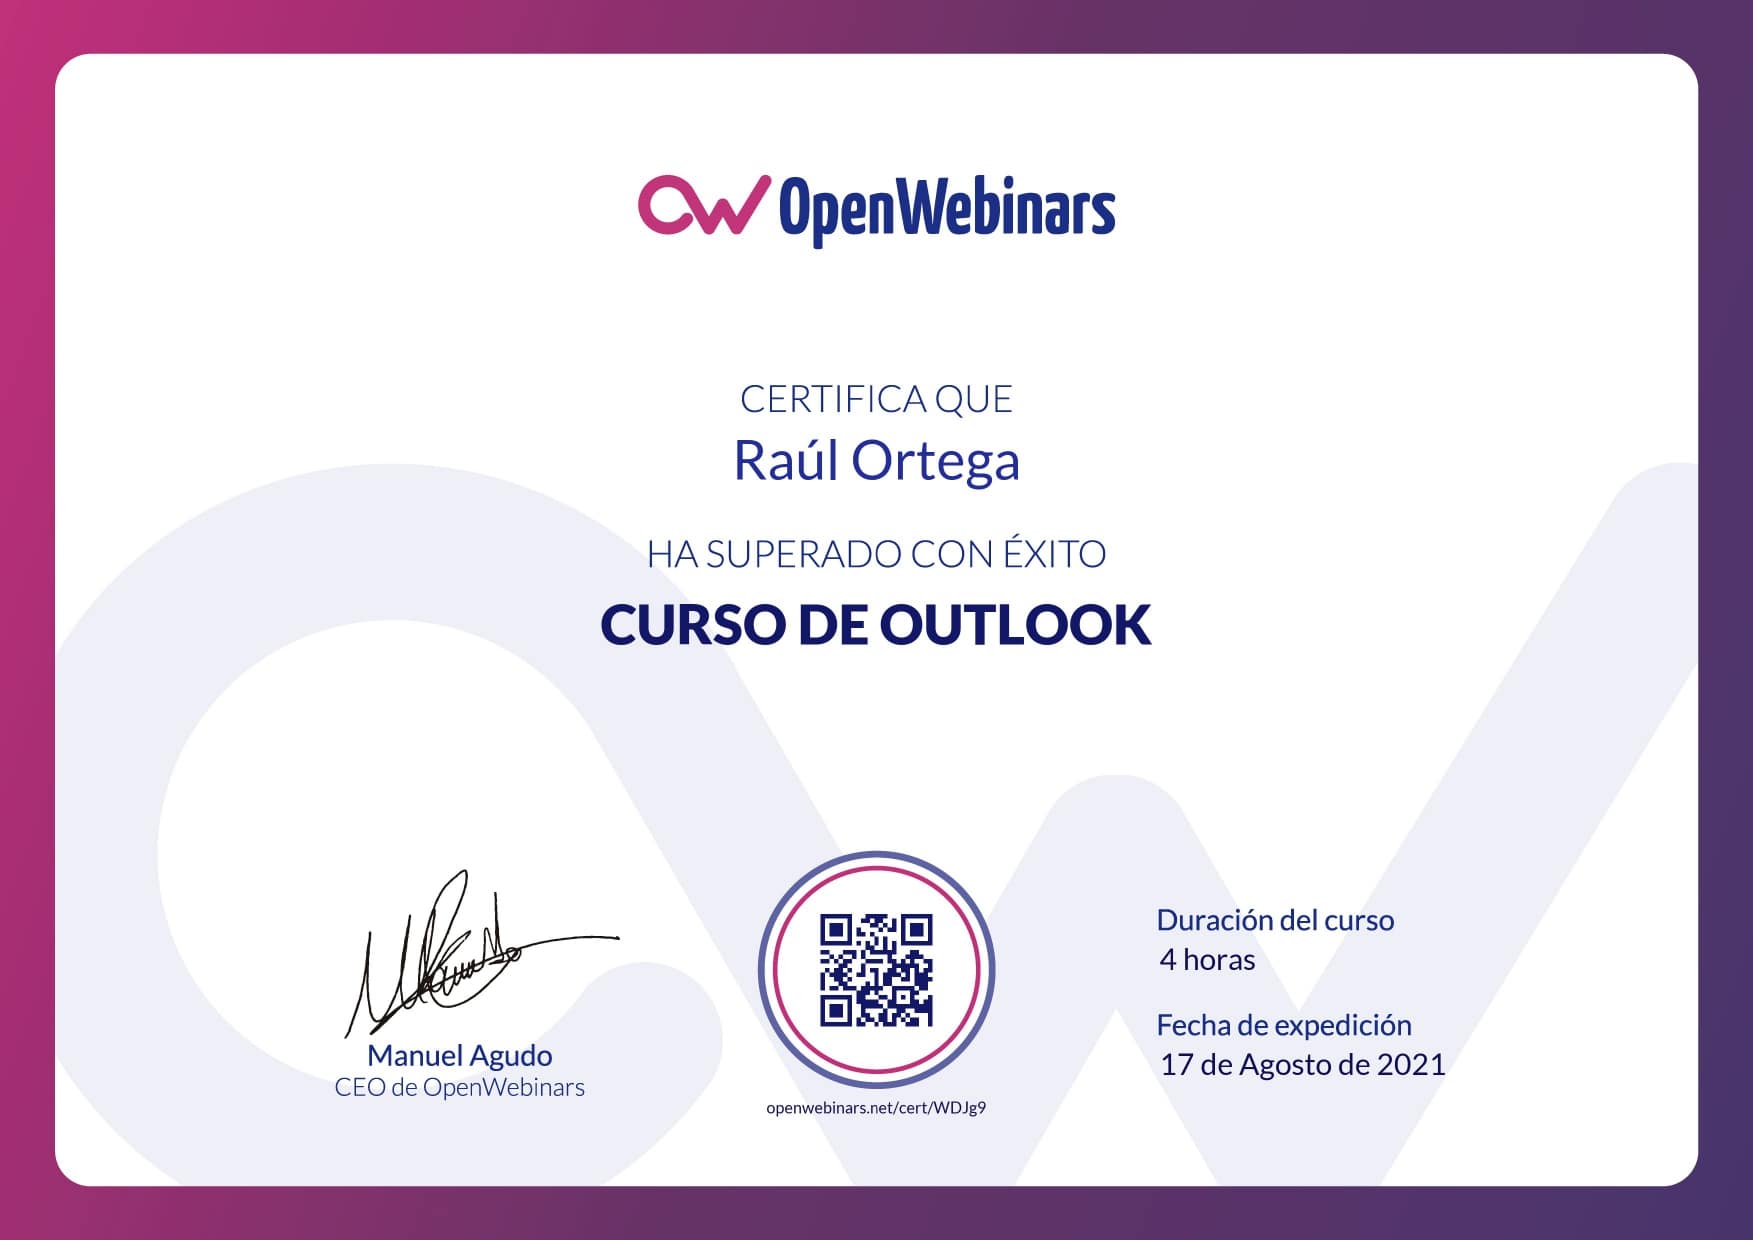 OpenWebinars
CERTIFICA QUE
Raúl Ortega
HA SUPERADO CON ÉXITO
CURSO DE OUTLOOK
Manuel Agudo
CEO de OpenWebinars
openwebinars.net/cert/WDJg9
Duración del curso
4 horas
Fecha de expedición
17 de Agosto de 2021